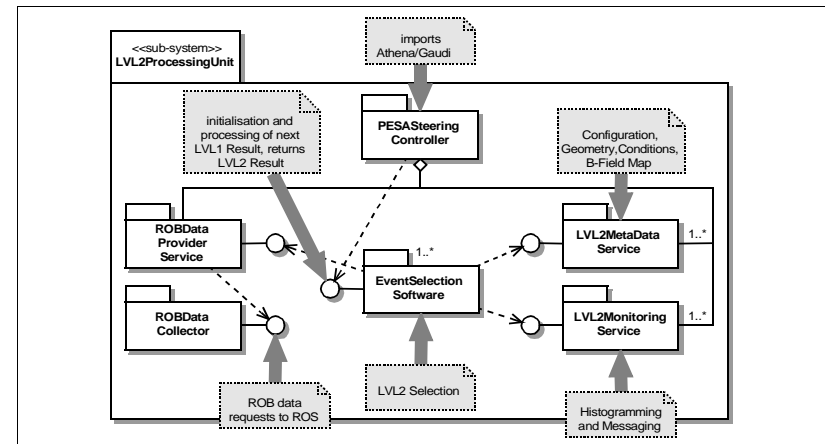 imports
Athena/Gaudi
<<sub-system>>
LVL2ProcessingUnit
initialisation and
processing of next
LVL1 Result, returns
LVL2 Result
PESASteering
Controller
Configuration,
Geometry,Conditions,
B-Field Map
ROBData
Provider
Service
1..*
EventSelection
Software
LVL2MetaData
Service
1..*
ROBData
Collector
LVL2Monitoring
Service
1..*
ROB data
requests to ROS
LVL2 Selection
Histogramming
and Messaging